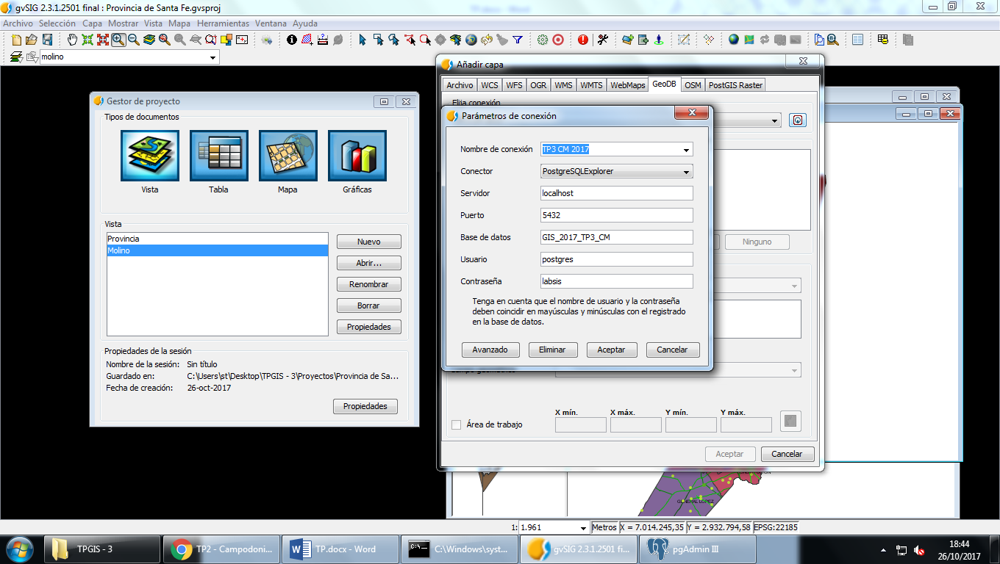 TP.docx - Word
gvSIG 2.3.1.2501 final : Provincia de Santa Fe.gvsproj
Archivo Selección Capa Mostrar Vista Mapa Herramientas Ventana Ayuda
molino
Gestor de proyecto
Tipos de documentos
Vista Tabla Mapa Gráficas
Vista
Provincia
Molino
Nuevo
Abrir...
Renombrar
Borrar
Propiedades
Propiedades de la sesión
Nombre de la sesión: Sin título
Guardado en: C:\Users\st\Desktop\TPGIS - 3\Proyectos\Provincia de Sa...
Fecha de creación: 26-oct-2017
Propiedades
Añadir capa
Archivo WCS WFS OGR WMS WMTS WebMaps GeoDB OSM PostGIS Raster
Elija conexión
Parámetros de conexión
Nombre de conexión TP3 CM 2017
Conector PostgreSQLExplorer
Servidor localhost
Puerto 5432
Base de datos GIS_2017_TP3_CM
Usuario postgres
Contraseña labsis
Tenga en cuenta que el nombre de usuario y la contraseña
deben coincidir en mayúsculas y minúsculas con el registrado
en la base de datos.
Avanzado Eliminar Aceptar Cancelar
Ninguno
X mín. X máx. Y mín. Y máx.
Área de trabajo
Aceptar Cancelar
GENERAL LOPEZ
1: 1.961 Metros X = 7.014.245,35 Y = 2.932.794,58 EPSG:22185
TPGIS - 3
TP2 - Campodoni...
TP.docx - Word
C:\Windows\syst...
gvSIG 2.3.1.2501 fi...
pgAdmin III
18:44
26/10/2017